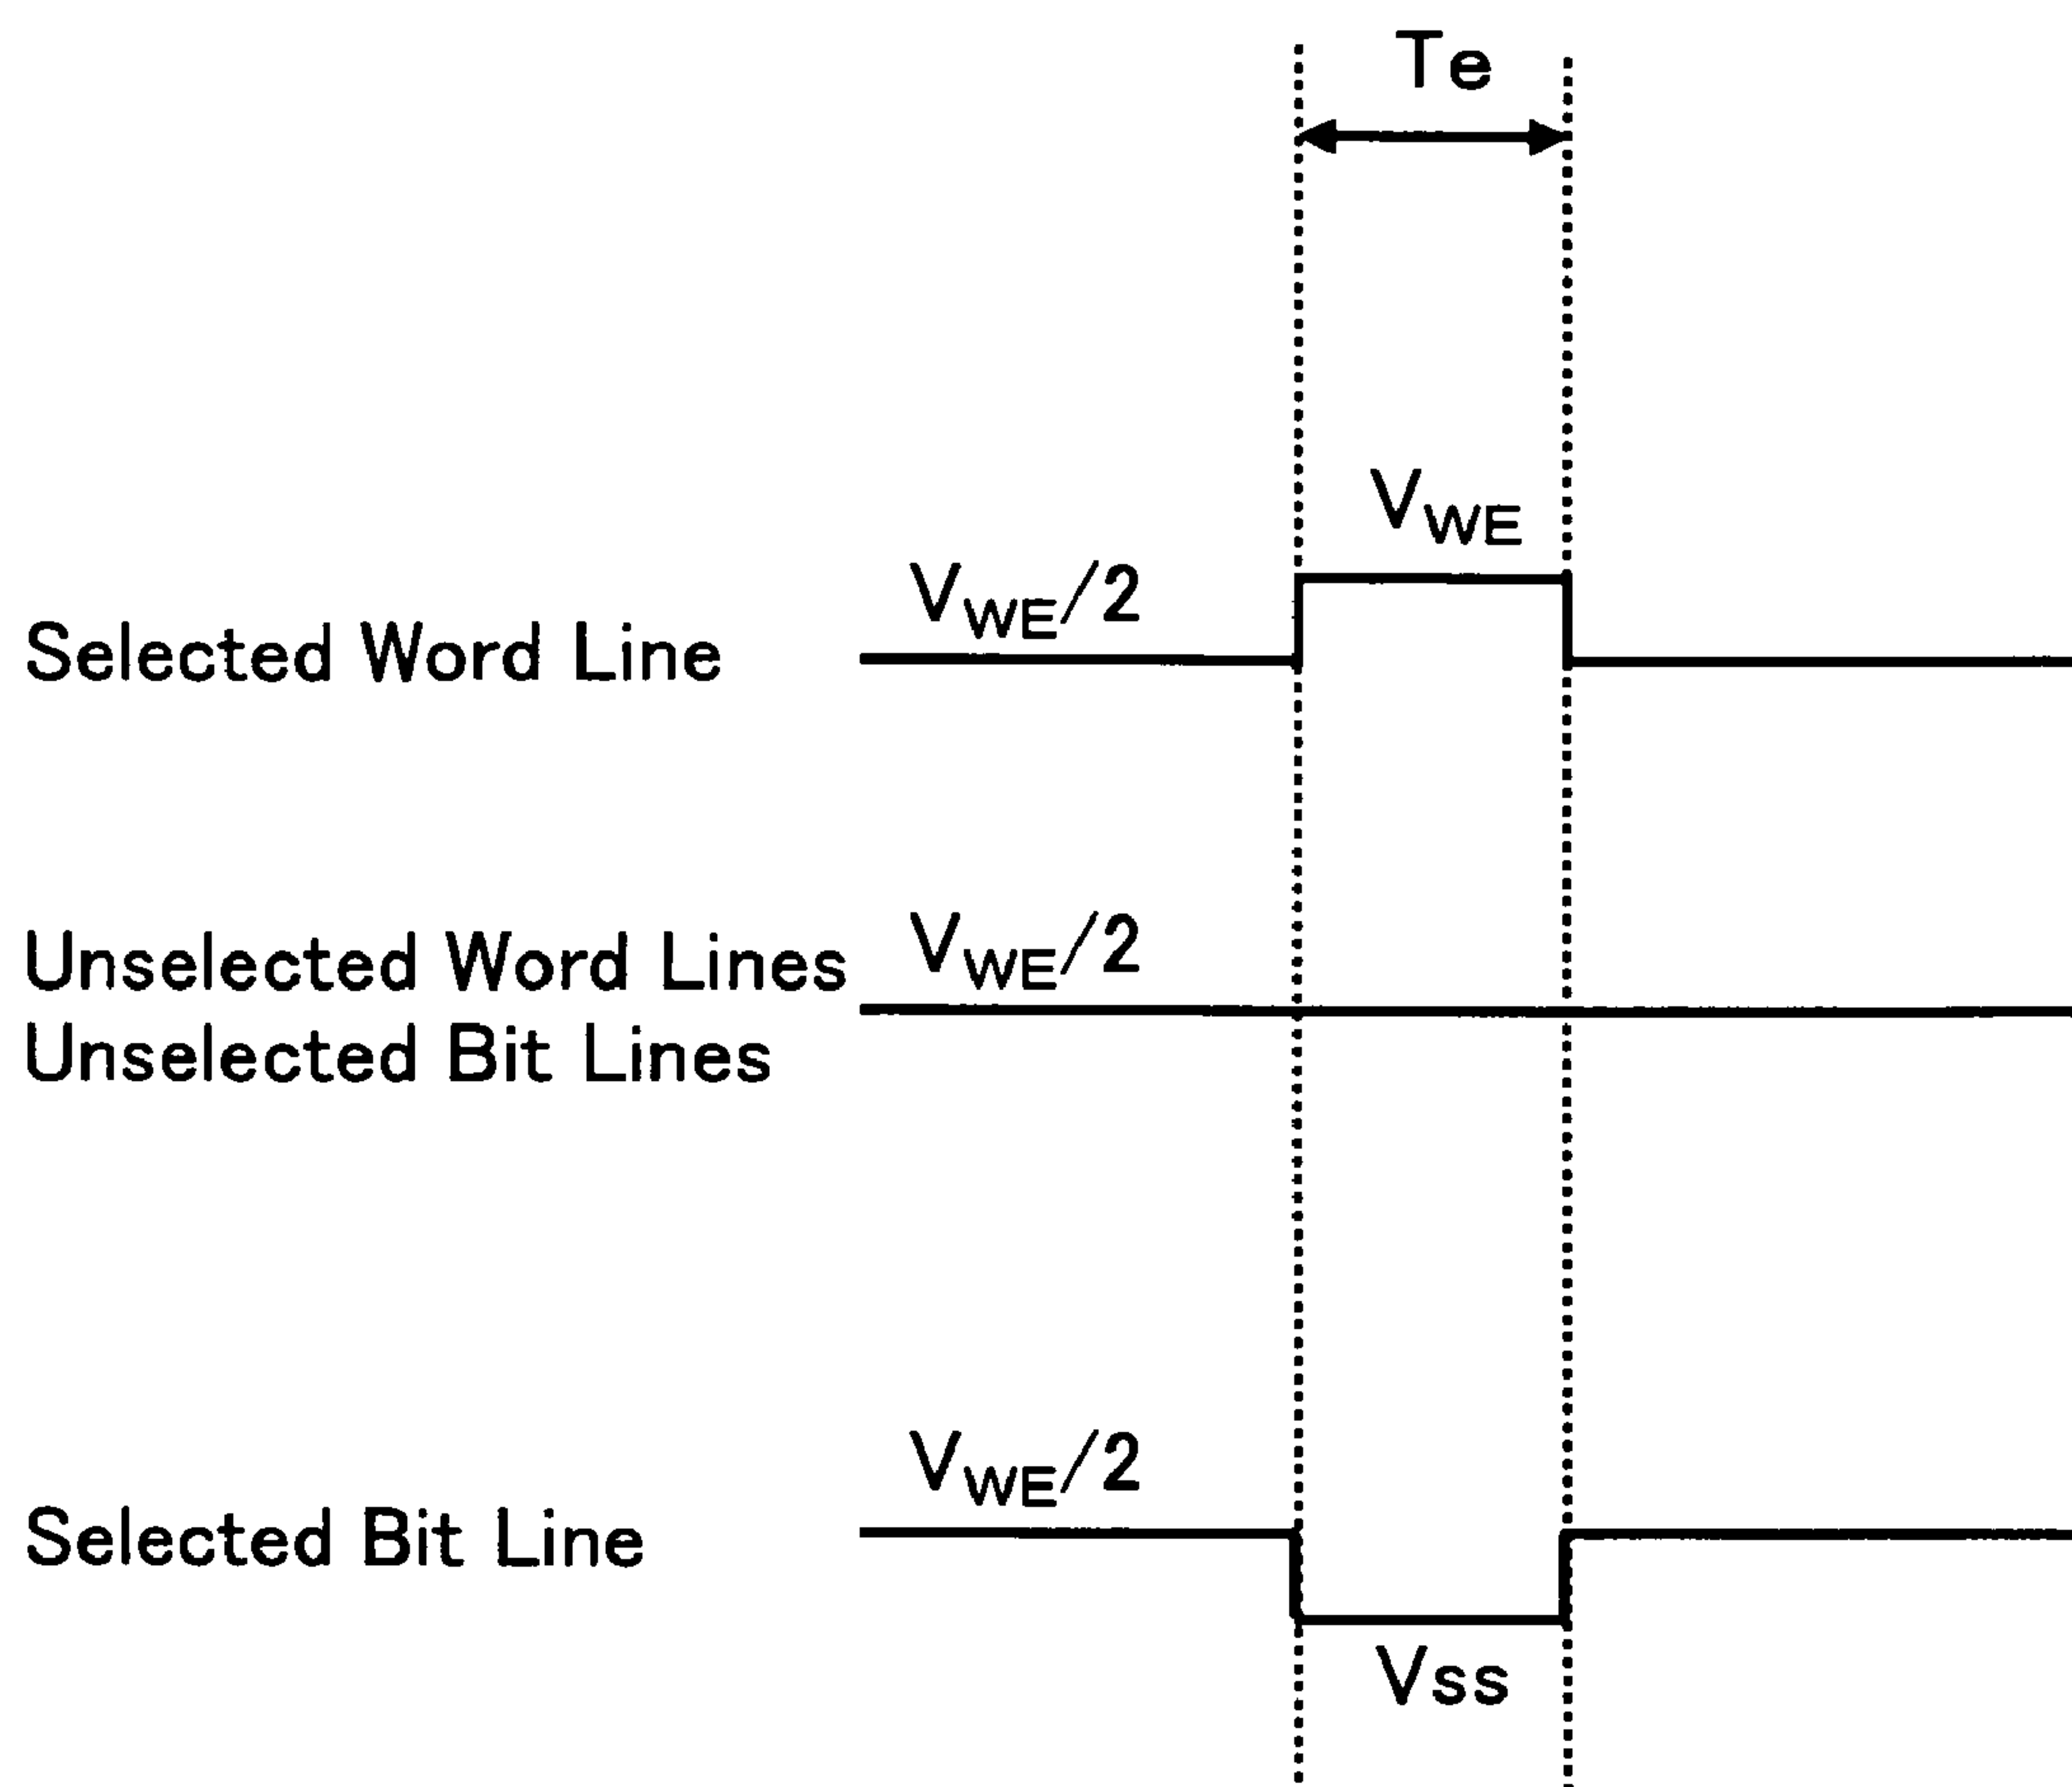 Te
V_WE
V_WE/2
Selected Word Line
V_WE/2
Unselected Word Lines
Unselected Bit Lines
V_WE/2
Selected Bit Line
Vss